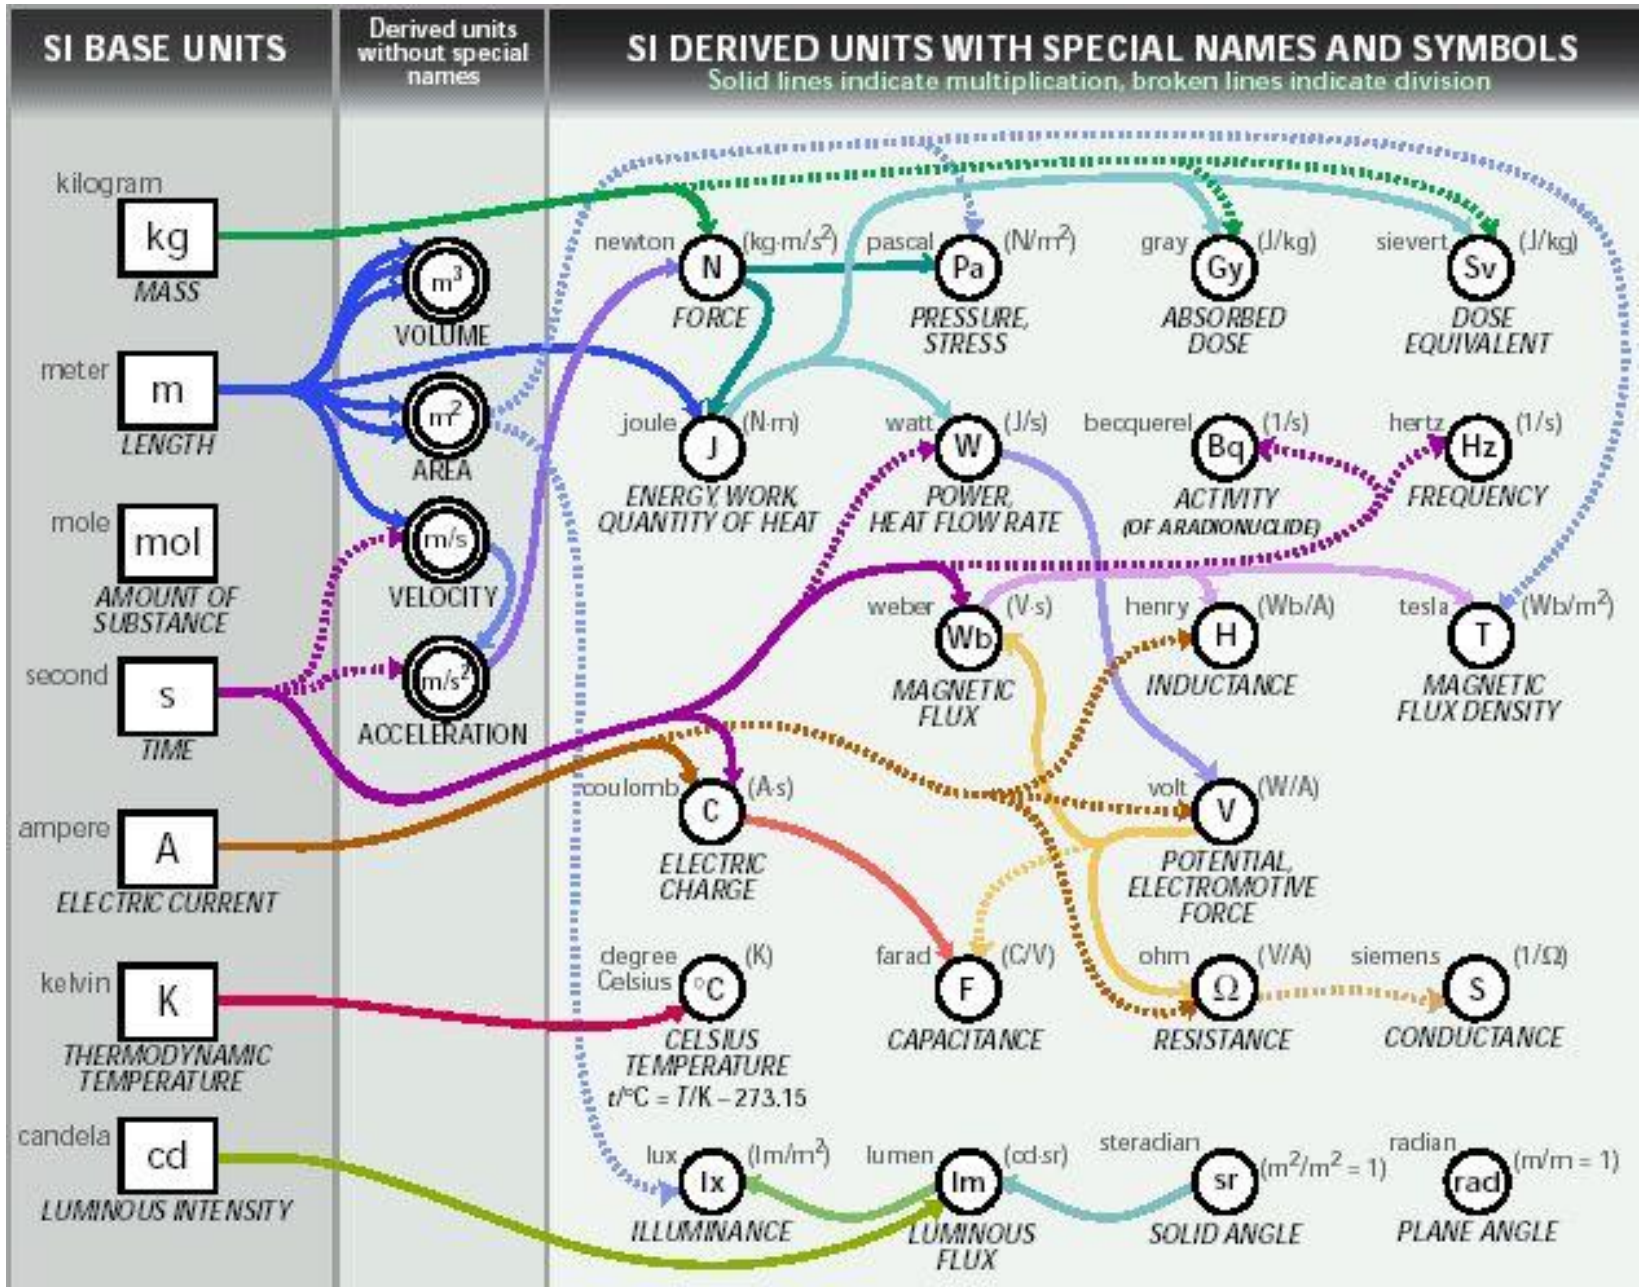 SI BASE UNITS
Derived units
without special
names
SI DERIVED UNITS WITH SPECIAL NAMES AND SYMBOLS
Solid lines indicate multiplication, broken lines indicate division
kilogram
kg
MASS
meter
m
LENGTH
mole
mol
AMOUNT OF
SUBSTANCE
second
s
TIME
ampere
A
ELECTRIC CURRENT
kelvin
K
THERMODYNAMIC
TEMPERATURE
candela
cd
LUMINOUS INTENSITY
m³
VOLUME
m²
AREA
m/s
VELOCITY
m/s²
ACCELERATION
newton
N
(kg·m/s²)
FORCE
pascal
Pa
(N/m²)
PRESSURE,
STRESS
gray
Gy
(J/kg)
ABSORBED
DOSE
sievert
Sv
(J/kg)
DOSE
EQUIVALENT
joule
J
(N·m)
ENERGY, WORK,
QUANTITY OF HEAT
watt
W
(J/s)
POWER,
HEAT FLOW RATE
becquerel
Bq
(1/s)
ACTIVITY
(OF A RADIONUCLIDE)
hertz
Hz
(1/s)
FREQUENCY
weber
Wb
(V·s)
MAGNETIC
FLUX
henry
H
(Wb/A)
INDUCTANCE
tesla
T
(Wb/m²)
MAGNETIC
FLUX DENSITY
coulomb
C
(A·s)
ELECTRIC
CHARGE
volt
V
(W/A)
POTENTIAL,
ELECTROMOTIVE
FORCE
degree
Celsius
°C
(K)
CELSIUS
TEMPERATURE
t/°C = T/K – 273.15
farad
F
(C/V)
CAPACITANCE
ohm
Ω
(V/A)
RESISTANCE
siemens
S
(1/Ω)
CONDUCTANCE
lux
lx
(lm/m²)
ILLUMINANCE
lumen
lm
(cd·sr)
LUMINOUS
FLUX
steradian
sr
(m²/m² = 1)
SOLID ANGLE
radian
rad
(m/m = 1)
PLANE ANGLE